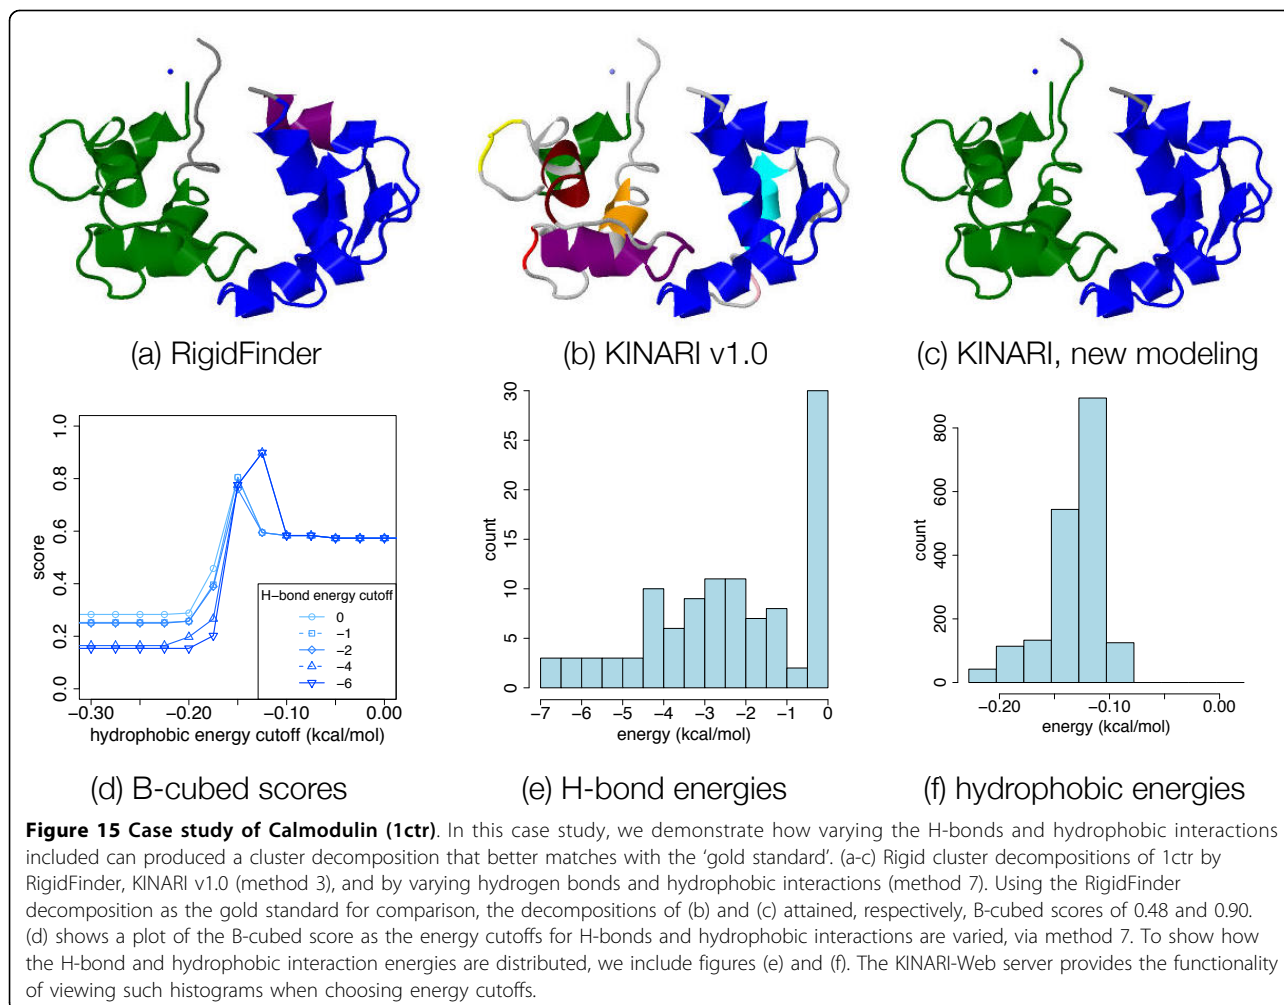 (a) RigidFinder
(b) KINARI v1.0
(c) KINARI, new modeling
score
0.0 0.2 0.4 0.6 0.8 1.0
H−bond energy cutoff
0
−1
−2
−4
−6
−0.30 −0.20 −0.10 0.00
hydrophobic energy cutoff (kcal/mol)
(d) B-cubed scores
count
0 5 10 15 20 25 30
−7 −6 −5 −4 −3 −2 −1 0
energy (kcal/mol)
(e) H-bond energies
count
0 200 400 600 800
−0.20 −0.10 0.00
energy (kcal/mol)
(f) hydrophobic energies
Figure 15 Case study of Calmodulin (1ctr). In this case study, we demonstrate how varying the H-bonds and hydrophobic interactions
included can produced a cluster decomposition that better matches with the ‘gold standard’. (a-c) Rigid cluster decompositions of 1ctr by
RigidFinder, KINARI v1.0 (method 3), and by varying hydrogen bonds and hydrophobic interactions (method 7). Using the RigidFinder
decomposition as the gold standard for comparison, the decompositions of (b) and (c) attained, respectively, B-cubed scores of 0.48 and 0.90.
(d) shows a plot of the B-cubed score as the energy cutoffs for H-bonds and hydrophobic interactions are varied, via method 7. To show how
the H-bond and hydrophobic interaction energies are distributed, we include figures (e) and (f). The KINARI-Web server provides the functionality
of viewing such histograms when choosing energy cutoffs.